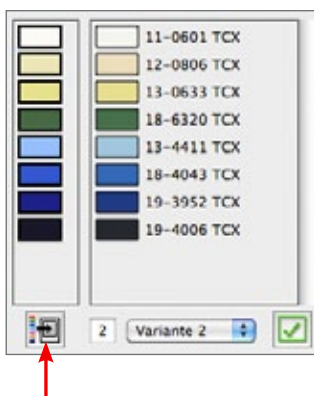 11-0601 TCX
12-0806 TCX
13-0633 TCX
18-6320 TCX
13-4411 TCX
18-4043 TCX
19-3952 TCX
19-4006 TCX
2 Variante 2